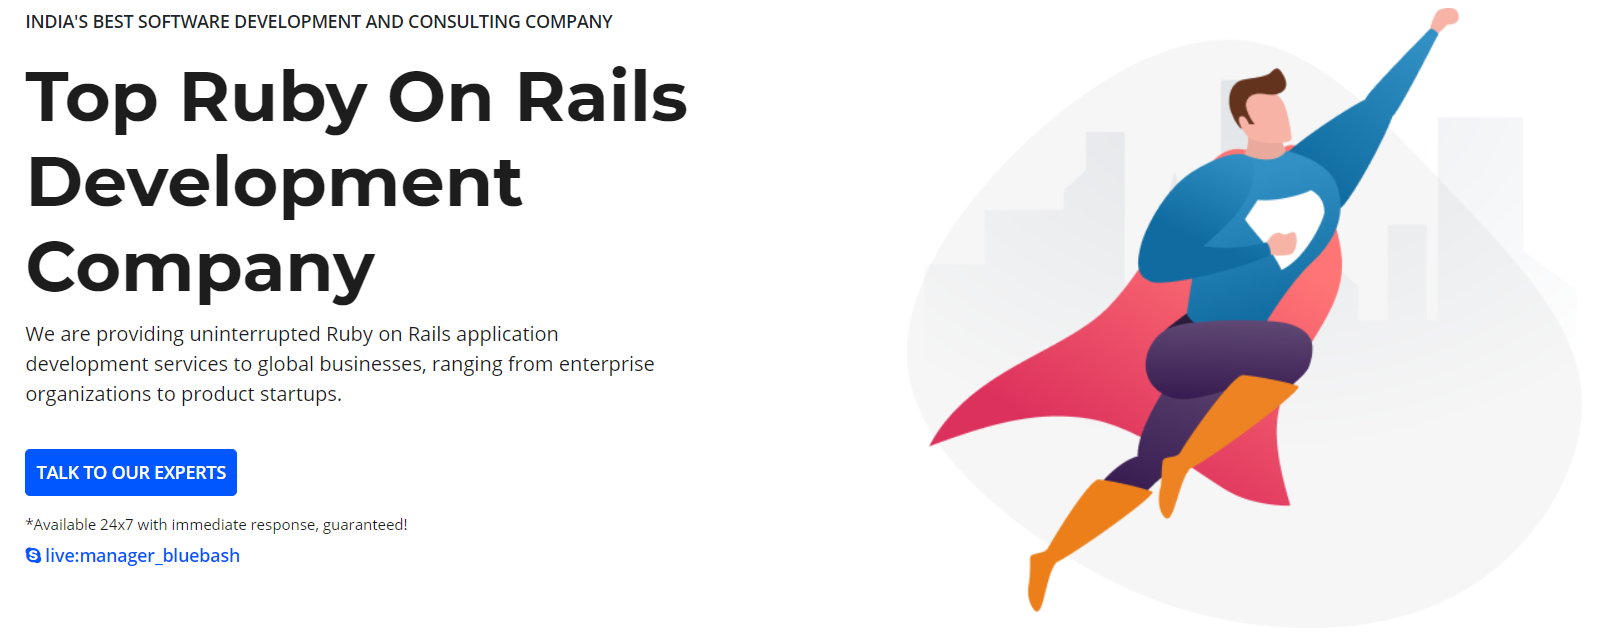 INDIA'S BEST SOFTWARE DEVELOPMENT AND CONSULTING COMPANY
Top Ruby On Rails
Development
Company
We are providing uninterrupted Ruby on Rails application
development services to global businesses, ranging from enterprise
organizations to product startups.
TALK TO OUR EXPERTS
*Available 24x7 with immediate response, guaranteed!
live:manager_bluebash